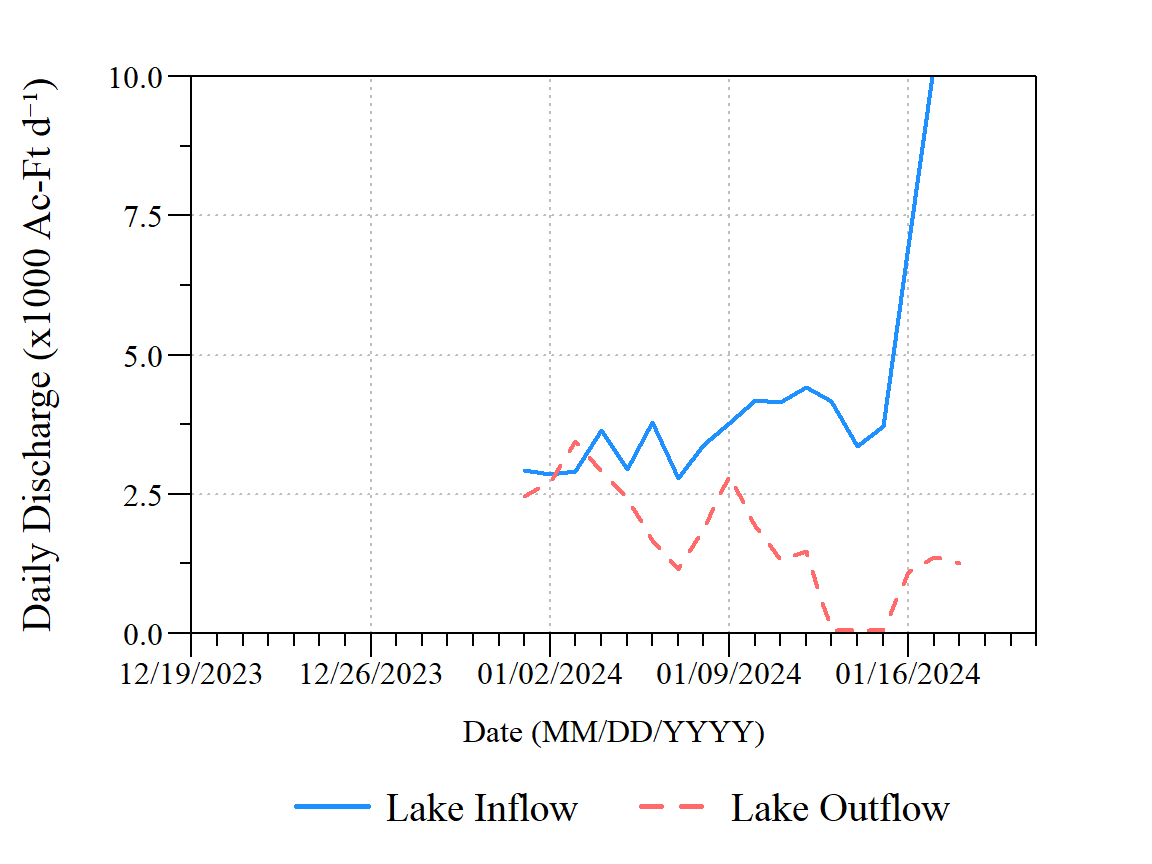 Daily Discharge (x1000 Ac-Ft d⁻¹)
10.0
7.5
5.0
2.5
0.0
12/19/2023 12/26/2023 01/02/2024 01/09/2024 01/16/2024
Date (MM/DD/YYYY)
Lake Inflow Lake Outflow